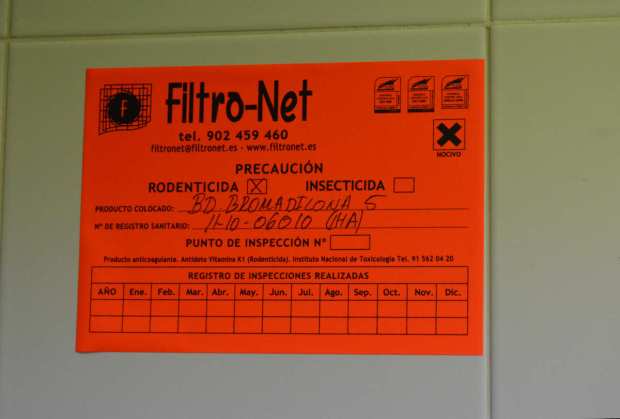 F Filtro-Net
tel. 902 459 460
filtronet@filtronet.es - www.filtronet.es
NOCIVO
PRECAUCIÓN
RODENTICIDA X INSECTICIDA
PRODUCTO COLOCADO: BD. BROMADILONA 5
Nº DE REGISTRO SANITARIO: 11-10-06010 (HA)
PUNTO DE INSPECCIÓN Nº
Producto anticoagulante. Antídoto Vitamina K1 (Rodenticida). Instituto Nacional de Toxicología Tel. 91 562 04 20
REGISTRO DE INSPECCIONES REALIZADAS
AÑO Ene. Feb. Mar. Abr. May. Jun. Jul. Ago. Sep. Oct. Nov. Dic.